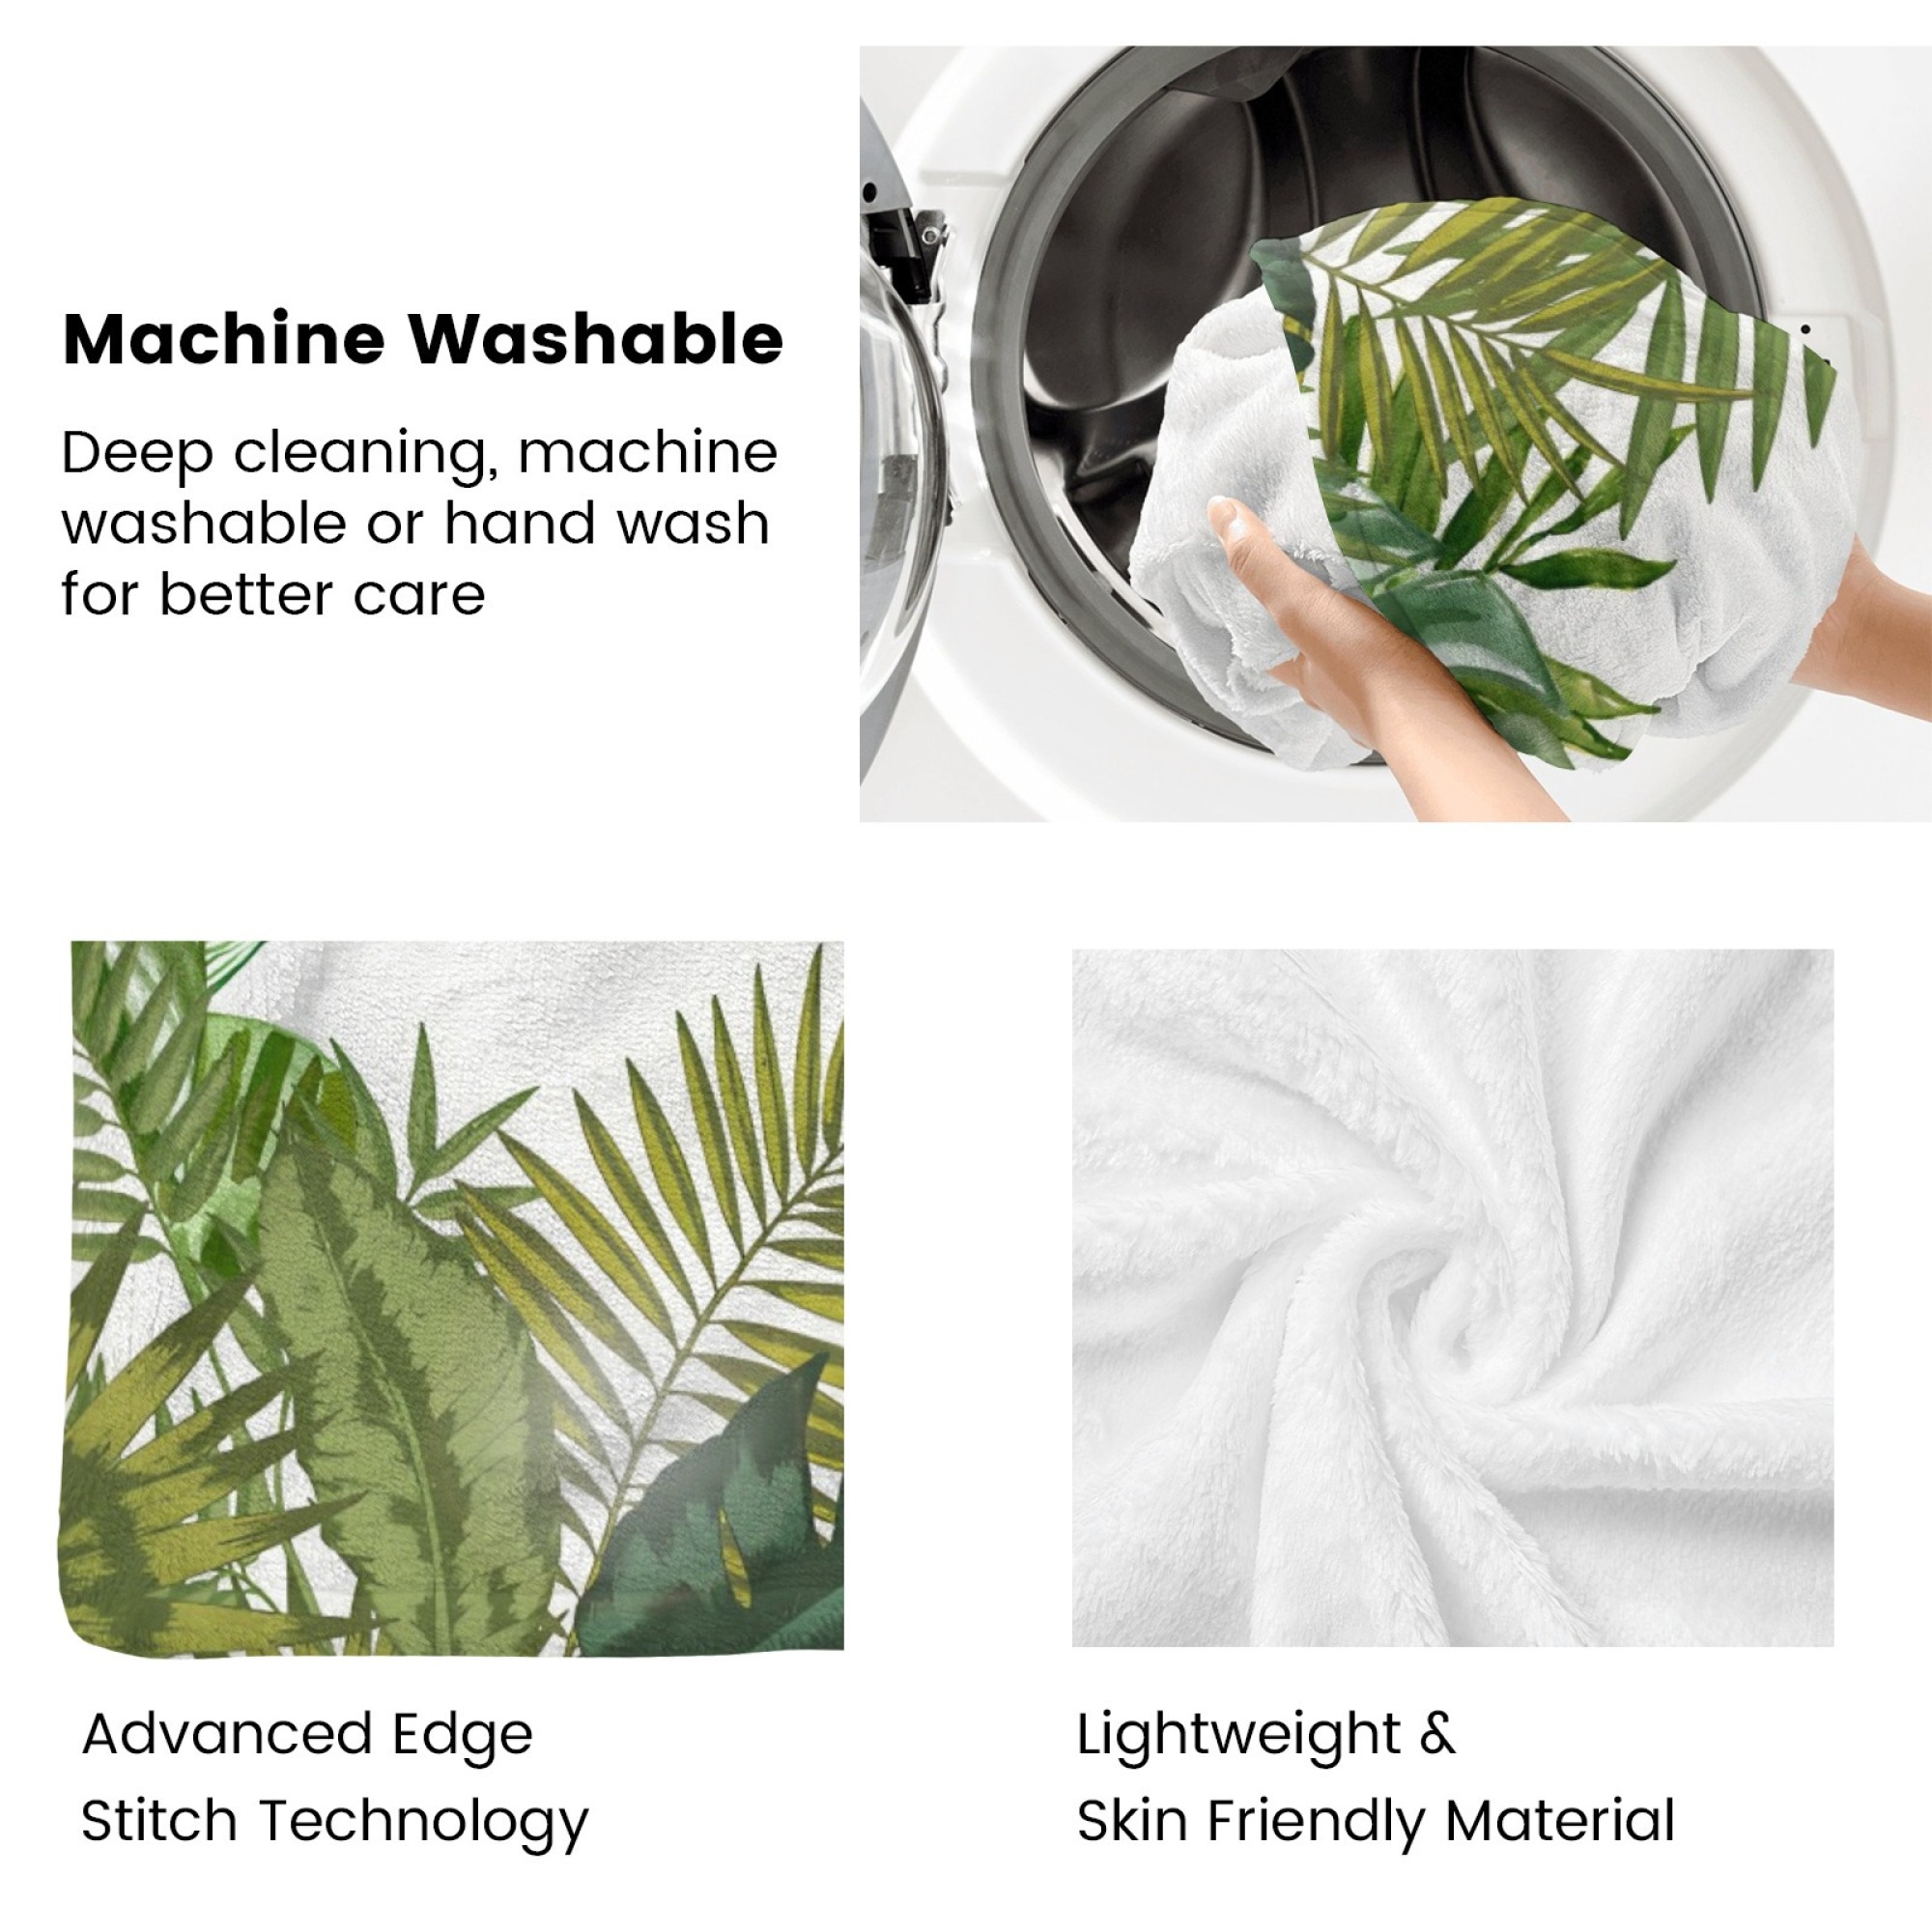 Machine Washable
Deep cleaning, machine
washable or hand wash
for better care
Advanced Edge
Stitch Technology
Lightweight &
Skin Friendly Material